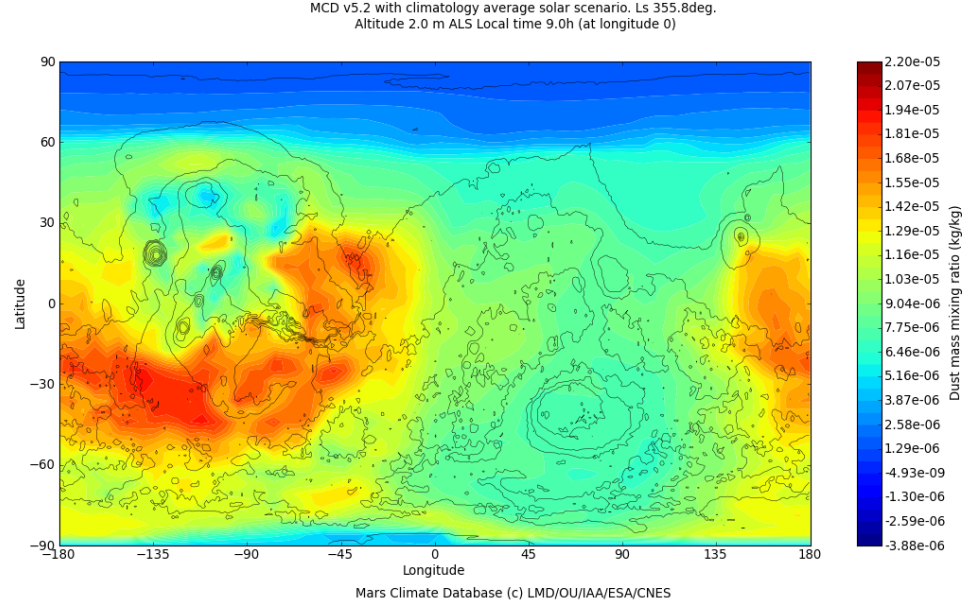 MCD v5.2 with climatology average solar scenario. Ls 355.8deg.
Altitude 2.0 m ALS Local time 9.0h (at longitude 0)
90
60
30
0
−30
−60
−90
Latitude
−180
−135
−90
−45
0
45
90
135
180
Longitude
2.20e-05
2.07e-05
1.94e-05
1.81e-05
1.68e-05
1.55e-05
1.42e-05
1.29e-05
1.16e-05
1.03e-05
9.04e-06
7.75e-06
6.46e-06
5.16e-06
3.87e-06
2.58e-06
1.29e-06
-4.93e-09
-1.30e-06
-2.59e-06
-3.88e-06
Dust mass mixing ratio (kg/kg)
Mars Climate Database (c) LMD/OU/IAA/ESA/CNES